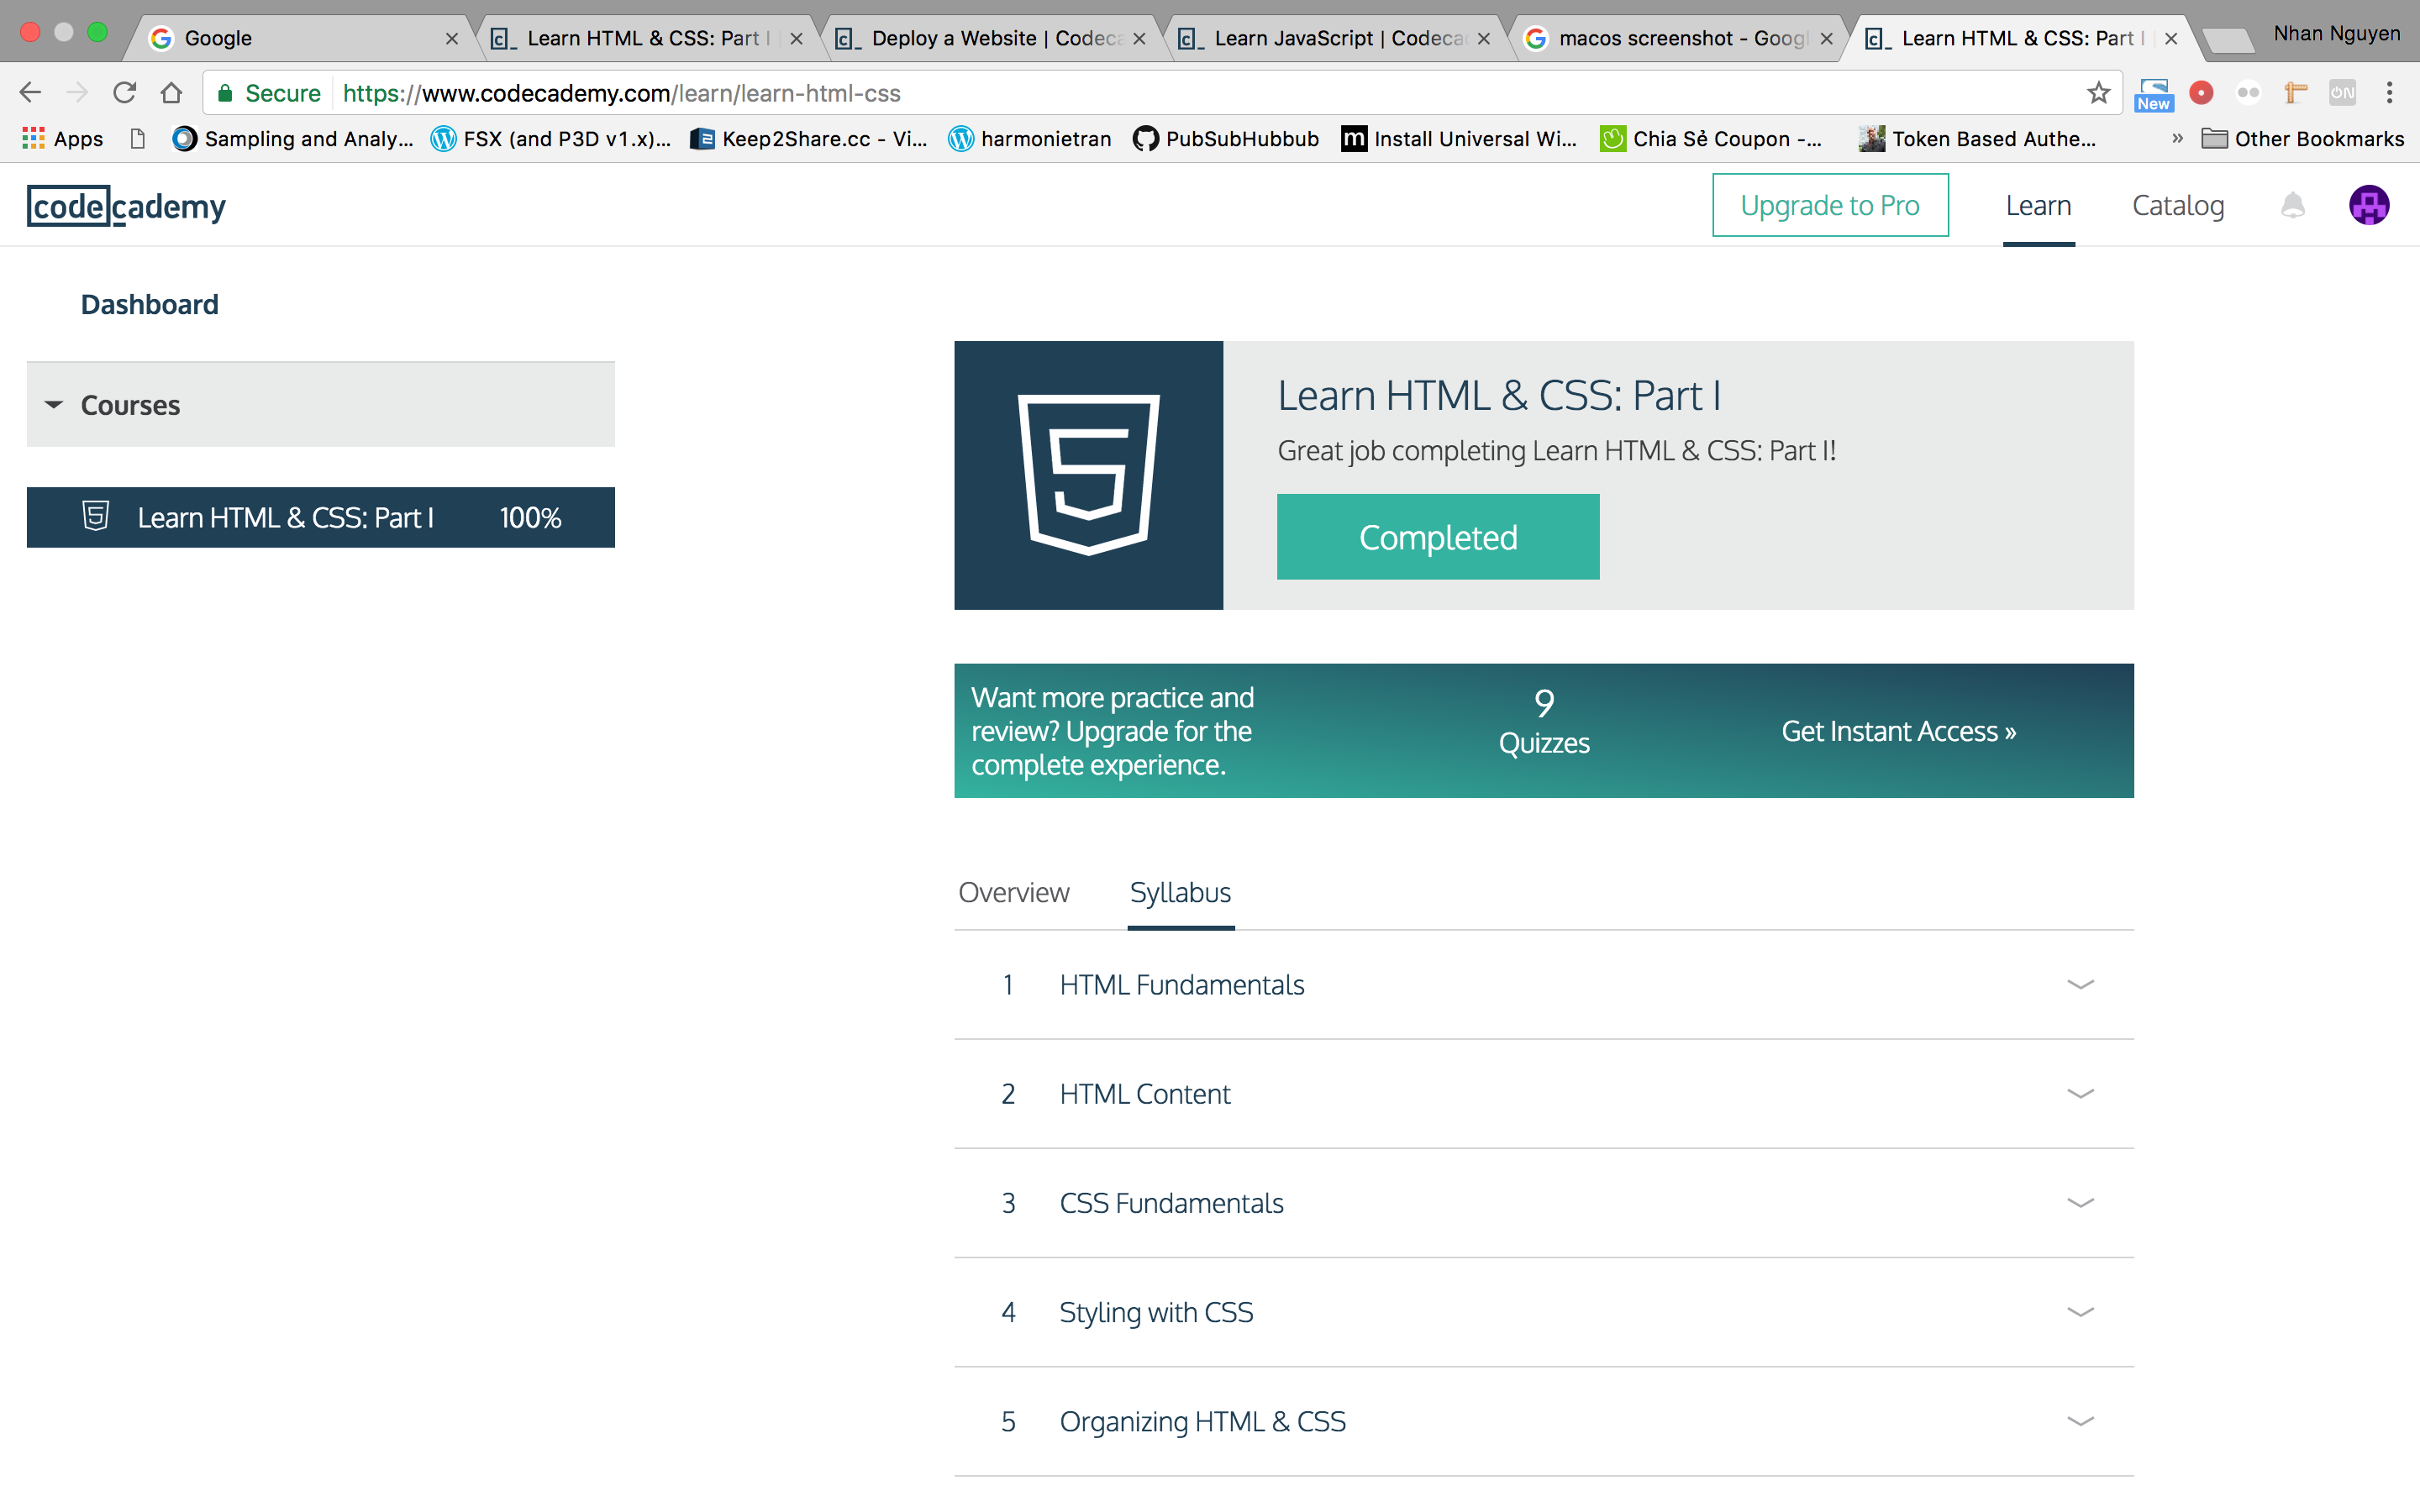 Google
Learn HTML & CSS: Part I
Deploy a Website | Codeca
Learn JavaScript | Codeca
macos screenshot - Googl
Learn HTML & CSS: Part I
Nhan Nguyen
Secure https://www.codecademy.com/learn/learn-html-css
New
ON
Apps
Sampling and Analy...
FSX (and P3D v1.x)...
Keep2Share.cc - Vi...
harmonietran
PubSubHubbub
m Install Universal Wi...
Chia Sẻ Coupon -...
Token Based Authe...
» Other Bookmarks
codecademy
Upgrade to Pro
Learn
Catalog
Dashboard
Courses
Learn HTML & CSS: Part I 100%
Learn HTML & CSS: Part I
Great job completing Learn HTML & CSS: Part I!
Completed
Want more practice and
review? Upgrade for the
complete experience.
9
Quizzes
Get Instant Access »
Overview Syllabus
1 HTML Fundamentals
2 HTML Content
3 CSS Fundamentals
4 Styling with CSS
5 Organizing HTML & CSS